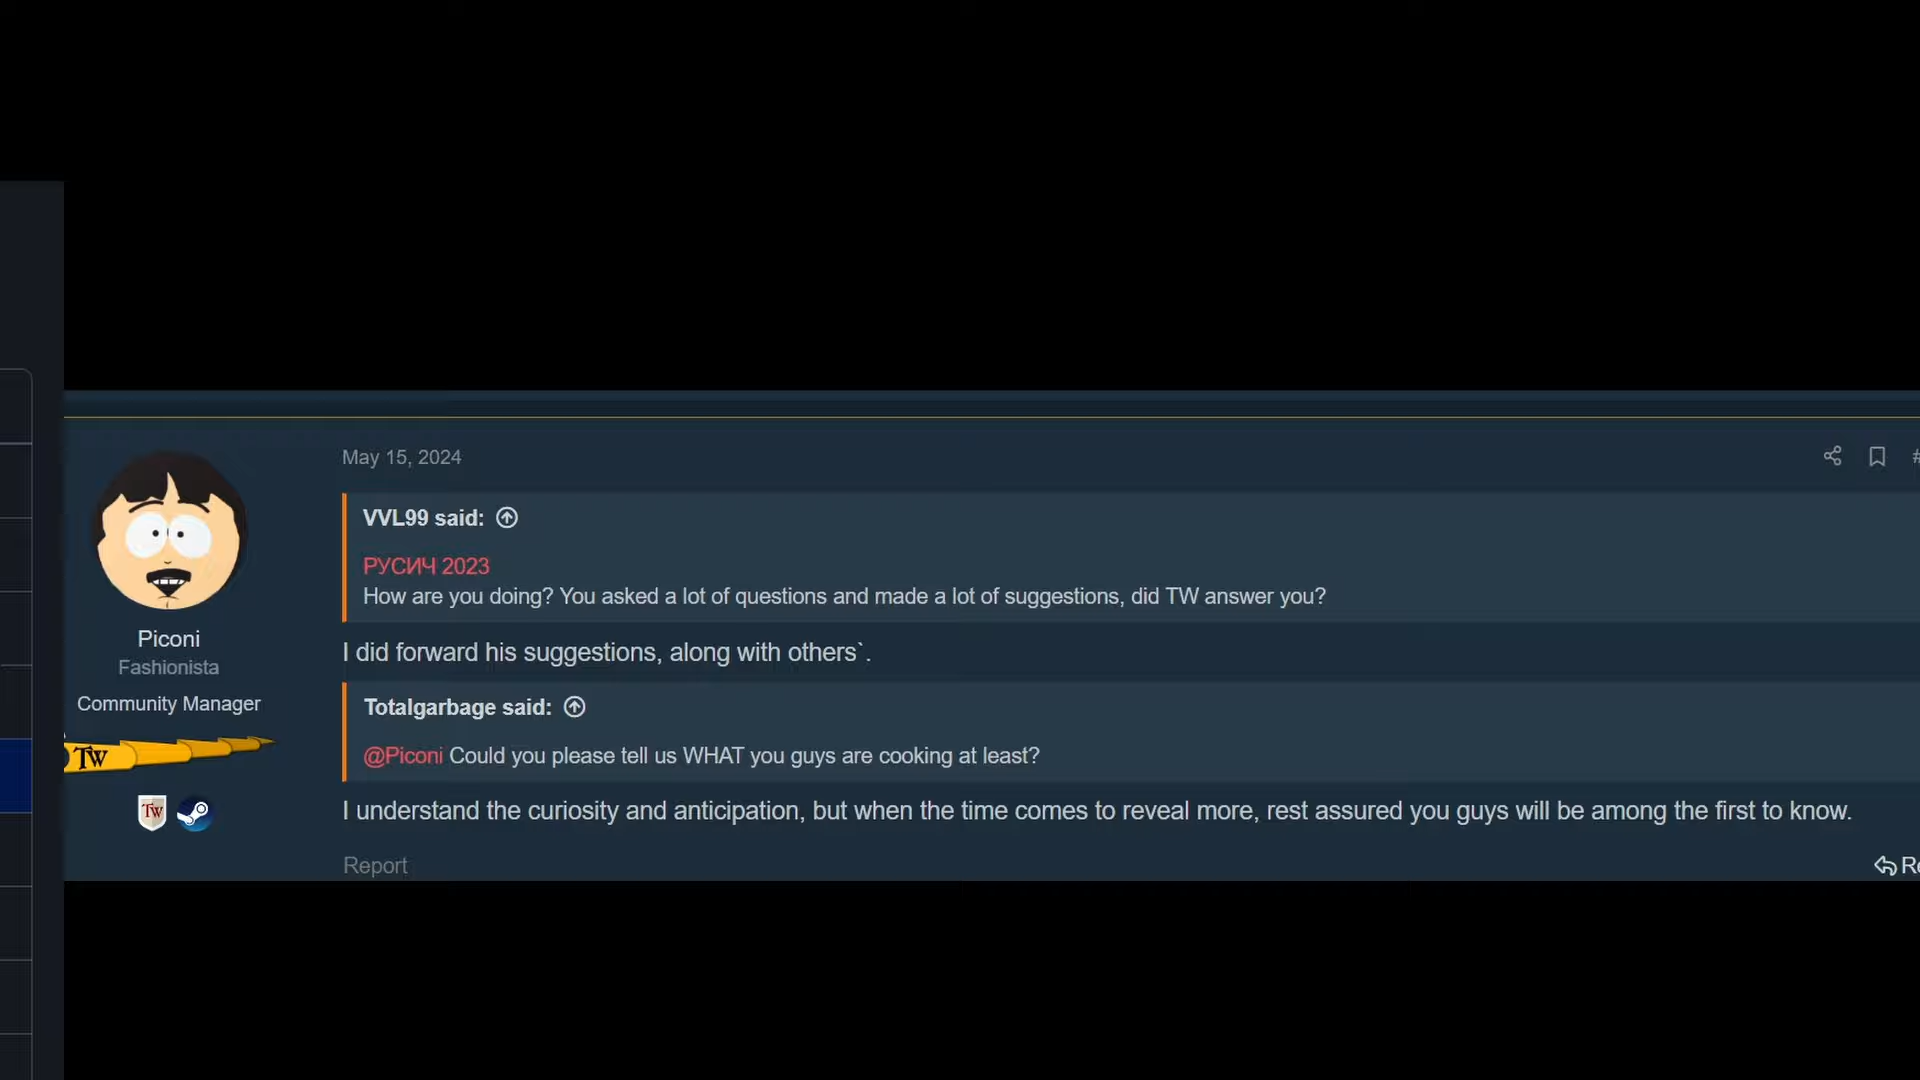 May 15, 2024
#
VVL99 said:
РУСИЧ 2023
How are you doing? You asked a lot of questions and made a lot of suggestions, did TW answer you?
Piconi
Fashionista
Community Manager
TW
TW
I did forward his suggestions, along with others`.
Totalgarbage said:
@Piconi Could you please tell us WHAT you guys are cooking at least?
I understand the curiosity and anticipation, but when the time comes to reveal more, rest assured you guys will be among the first to know.
Report